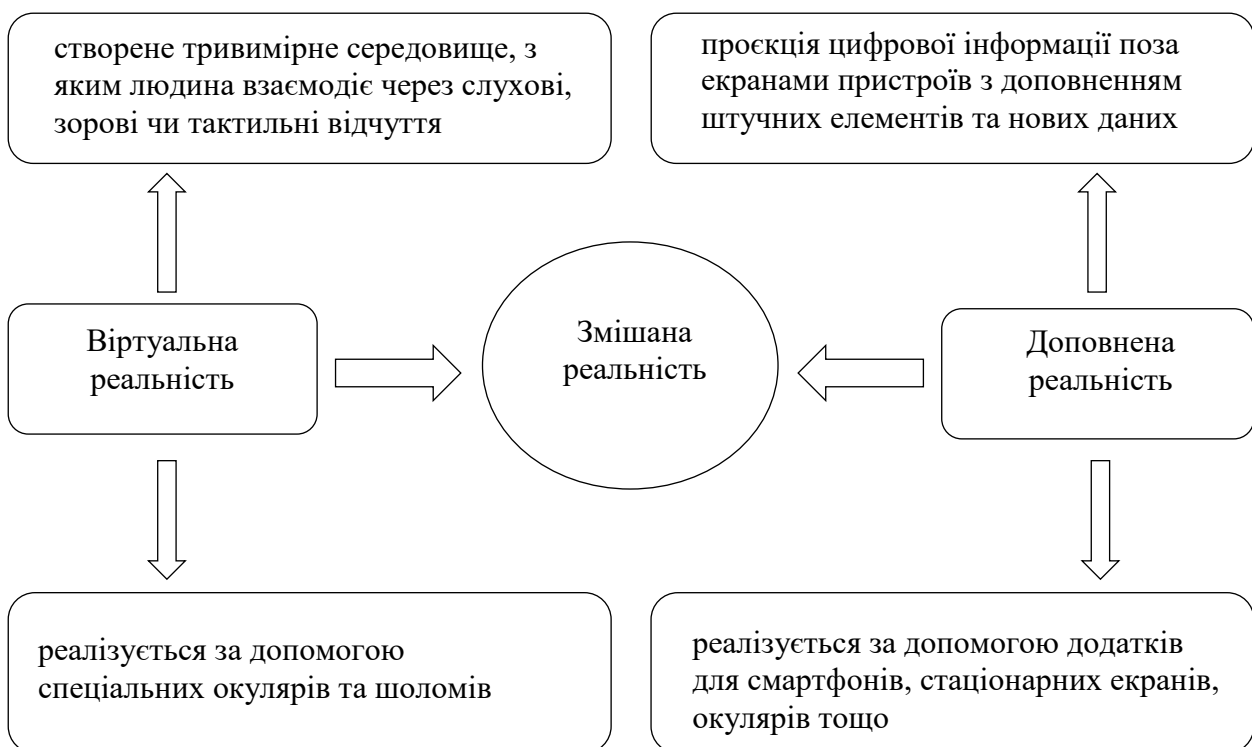 створене тривимірне середовище, з
яким людина взаємодіє через слухові,
зорові чи тактильні відчуття
проєкція цифрової інформації поза
екранами пристроїв з доповненням
штучних елементів та нових даних
Віртуальна
реальність
Змішана
реальність
Доповнена
реальність
реалізується за допомогою
спеціальних окулярів та шоломів
реалізується за допомогою додатків
для смартфонів, стаціонарних екранів,
окулярів тощо